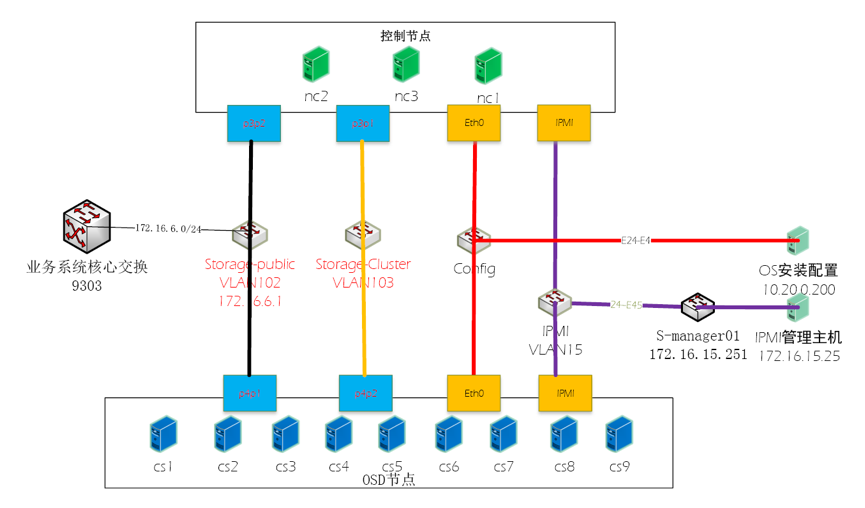 控制节点
nc2
nc3
nc1
p3p2
p3p1
Eth0
IPMI
172.16.6.0/24
业务系统核心交换
9303
Storage-public
VLAN102
172.16.6.1
Storage-Cluster
VLAN103
Config
E24-E4
OS安装配置
10.20.0.200
IPMI
VLAN15
24-E45
S-manager01
172.16.15.251
IPMI管理主机
172.16.15.25
p4p1
p4p2
Eth0
IPMI
cs1
cs2
cs3
cs4
cs5
cs6
cs7
cs8
cs9
OSD节点